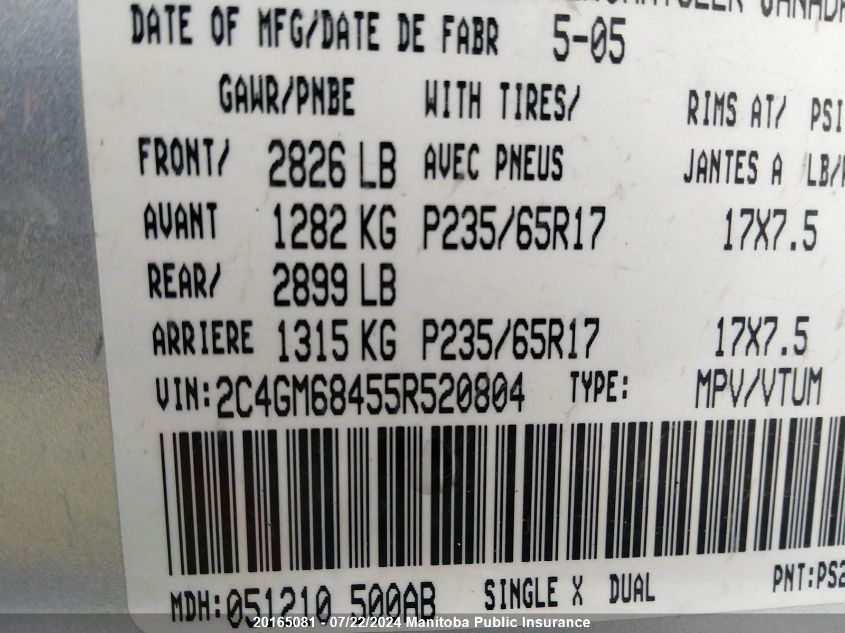 DATE OF MFG/DATE DE FABR 5-05
GAWR/PNBE WITH TIRES/ RIMS AT/ PSI
FRONT/ 2826 LB AVEC PNEUS JANTES A LB/
AVANT 1282 KG P235/65R17 17X7.5
REAR/ 2899 LB
ARRIERE 1315 KG P235/65R17 17X7.5
VIN:2C4GM68455R520804 TYPE: MPV/VTUM
MDH:051210 500AB SINGLE X DUAL PNT:PS2
20165081 - 07/22/2024 Manitoba Public Insurance